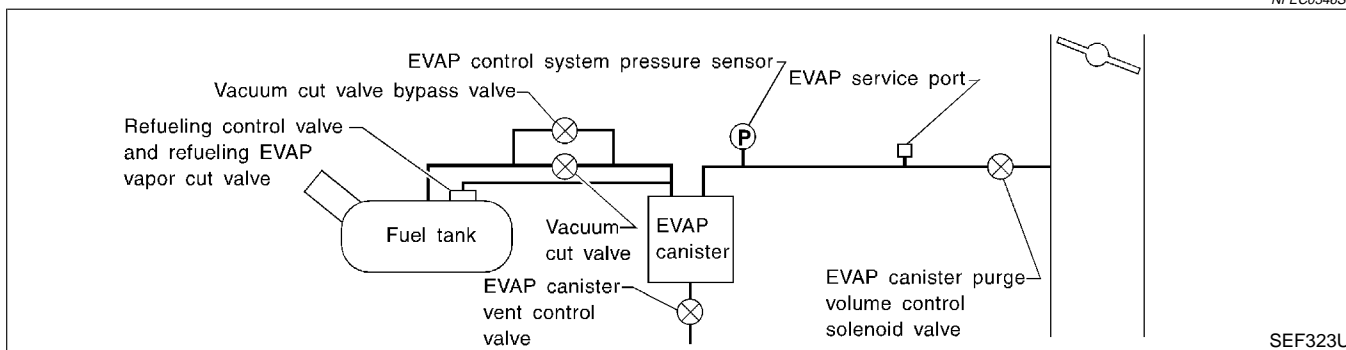 EVAP control system pressure sensor
EVAP service port
Vacuum cut valve bypass valve
Refueling control valve
and refueling EVAP
vapor cut valve
P
Fuel tank
Vacuum
cut valve
EVAP
canister
EVAP canister
vent control
valve
EVAP canister purge
volume control
solenoid valve
SEF323U